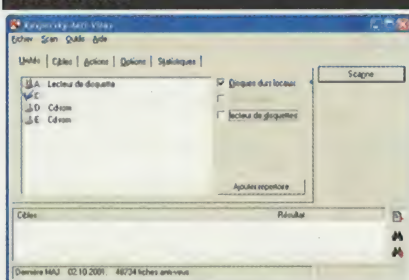 Kaspersky Anti-Virus
Fichier Scan Outils Aide
Unités Cibles Actions Options Statistiques
A Lecteur de disquette
C
D Cdrom
E Cdrom
Disques durs locaux
lecteur de disquettes
Scanne
Ajouter repertoire
Cibles Résultat
Dernière MAJ 02.10.2001 48734 fiches anti-virus